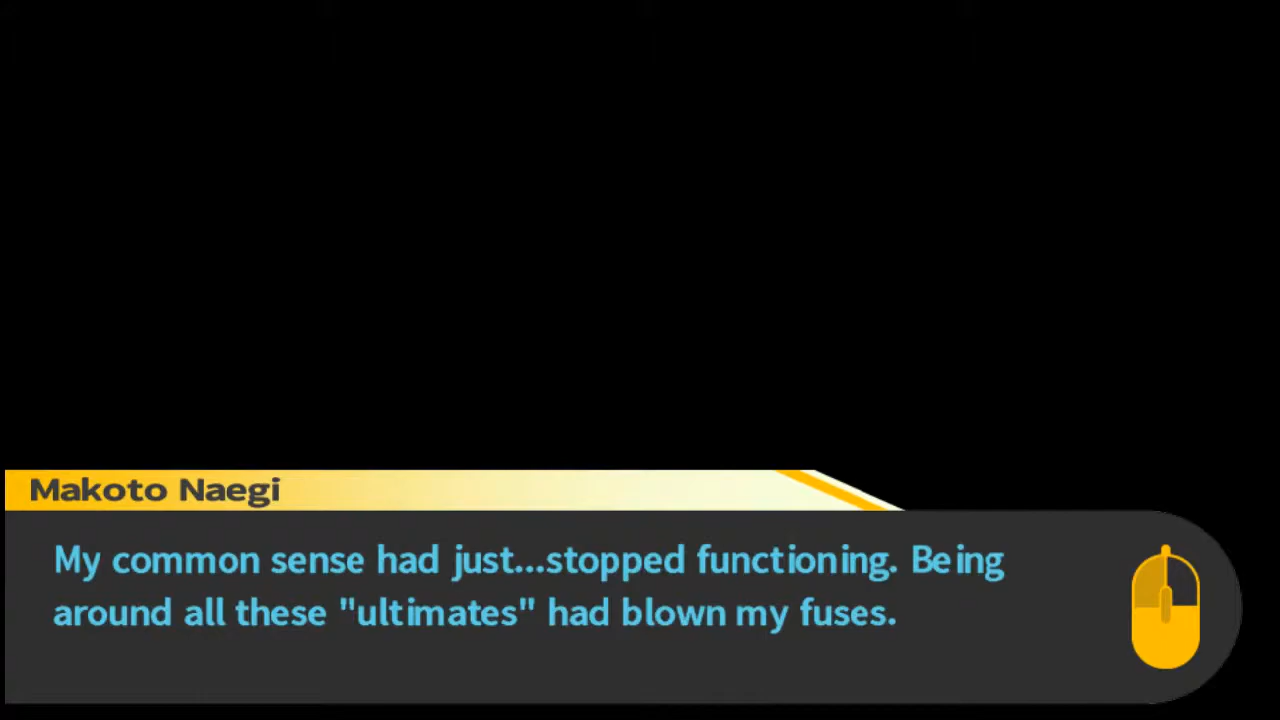 Makoto Naegi
My common sense had just...stopped functioning. Being
around all these "ultimates" had blown my fuses.